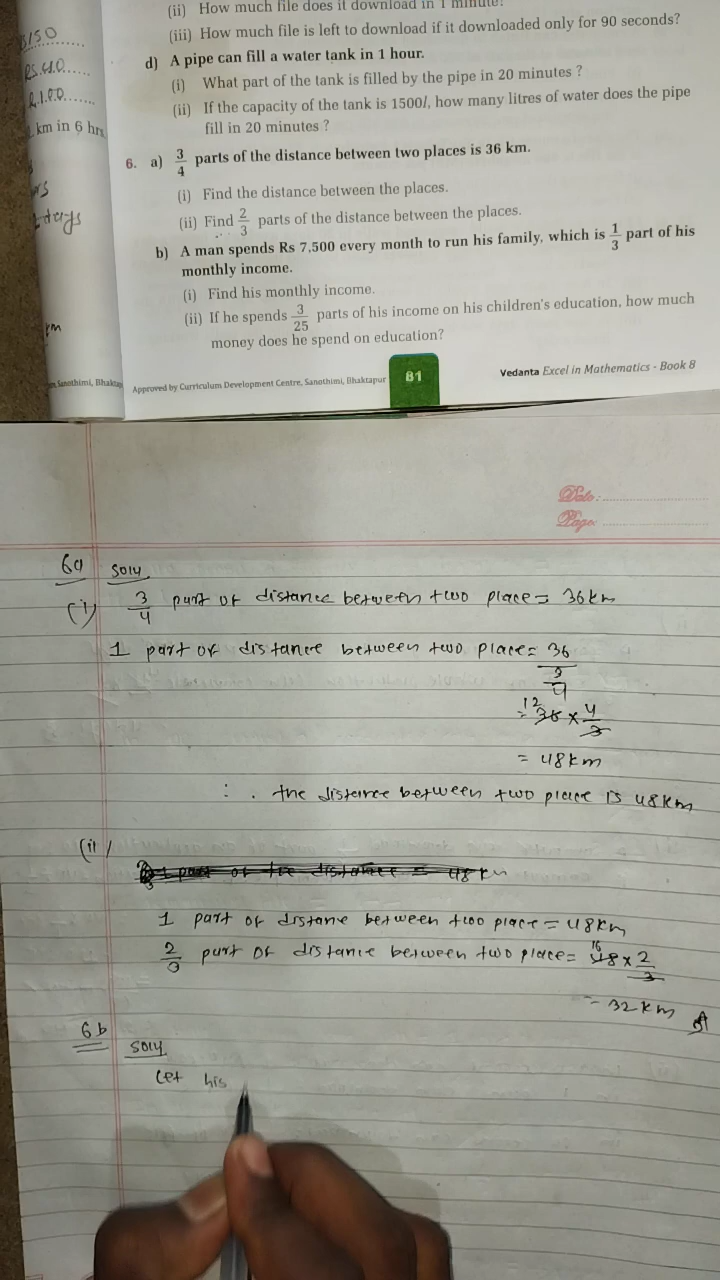 (ii) How much file does it download in 1 minute?
(iii) How much file is left to download if it downloaded only for 90 seconds?
d) A pipe can fill a water tank in 1 hour.
(i) What part of the tank is filled by the pipe in 20 minutes ?
(ii) If the capacity of the tank is 1500l, how many litres of water does the pipe
fill in 20 minutes ?
km in 6 hrs
days
km
6. a) 3/4 parts of the distance between two places is 36 km.
(i) Find the distance between the places.
(ii) Find 2/3 parts of the distance between the places.
b) A man spends Rs 7,500 every month to run his family, which is 1/3 part of his
monthly income.
(i) Find his monthly income.
(ii) If he spends 3/25 parts of his income on his children's education, how much
money does he spend on education?
Sanothimi, Bhaktap
Approved by Curriculum Development Centre, Sanothimi, Bhaktapur
81
Vedanta Excel in Mathematics - Book 8
Date:
Page:
6a soln
(i) 3/4 part of distance between two place = 36km
1 part of distance between two place = 36
3/4
= 12 36 × 4/3
= 48km
∴ the distance between two place is 48km
(ii)
1 part of distance between two place = 48km
2/3 part of distance between two place = 16 48 × 2/3
= 32km
6b soln
Let his